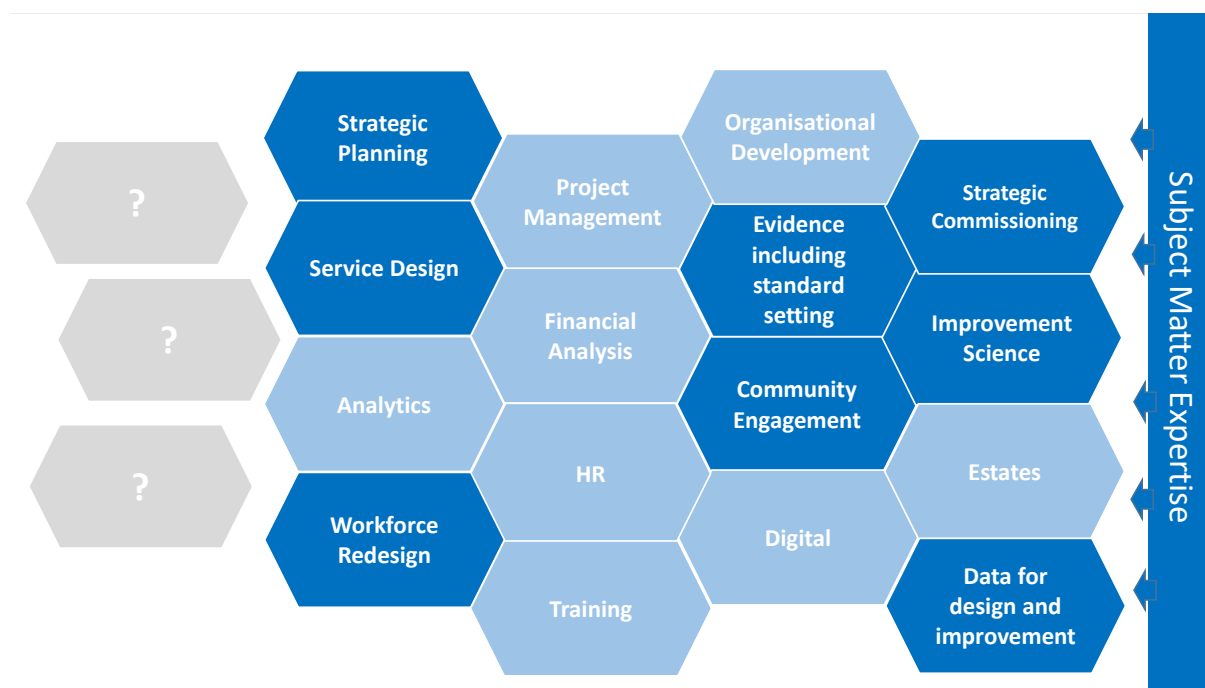 Strategic
Planning
Organisational
Development
?
Project
Management
Strategic
Commissioning
Service Design
Evidence
including
standard
setting
?
Financial
Analysis
Improvement
Science
Analytics
Community
Engagement
?
HR
Estates
Workforce
Redesign
Digital
Training
Data for
design and
improvement
Subject Matter Expertise